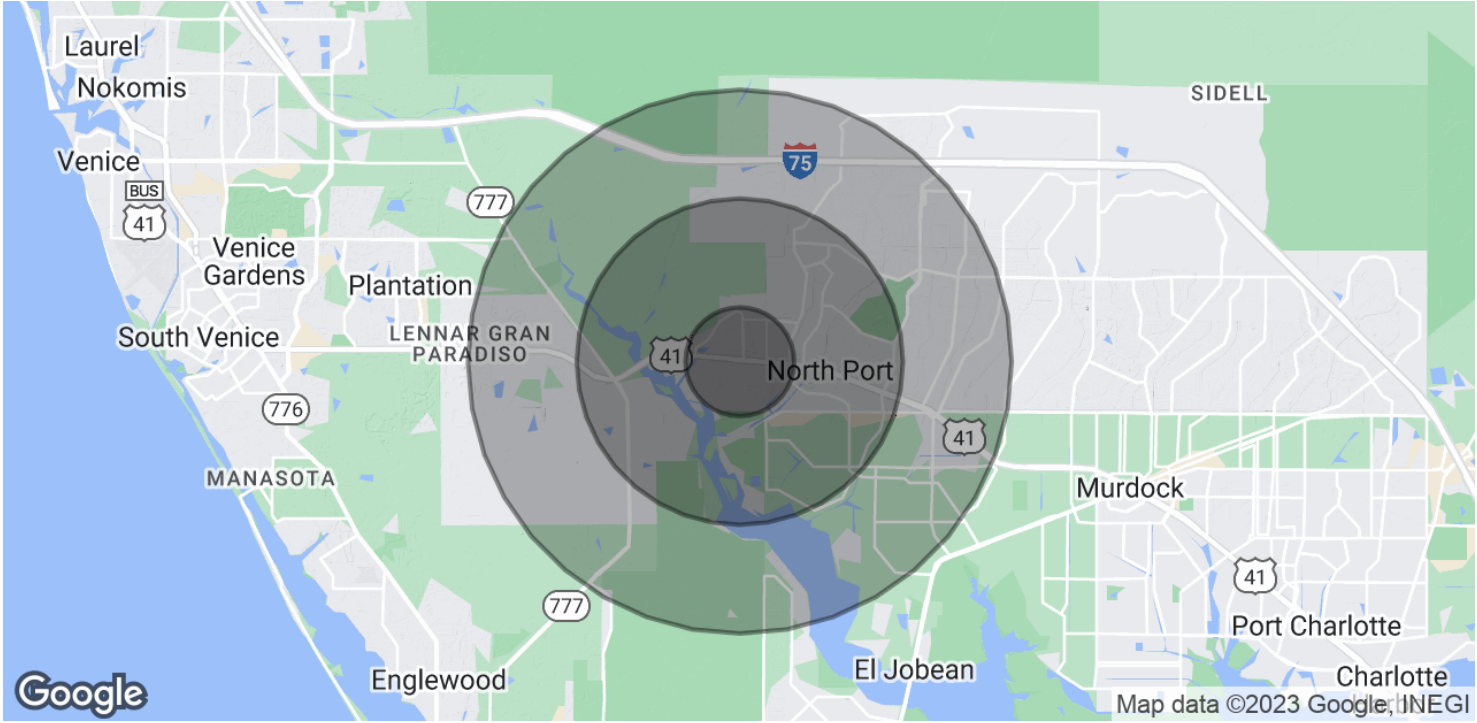 Laurel
Nokomis
SIDELL
75
Venice
BUS
41
777
Venice
Gardens
Plantation
South Venice
LENNAR GRAN
PARADISO
41
North Port
776
41
MANASOTA
Murdock
41
777
Port Charlotte
El Jobean
Englewood
Charlotte
Google
Map data ©2023 Google, INEGI